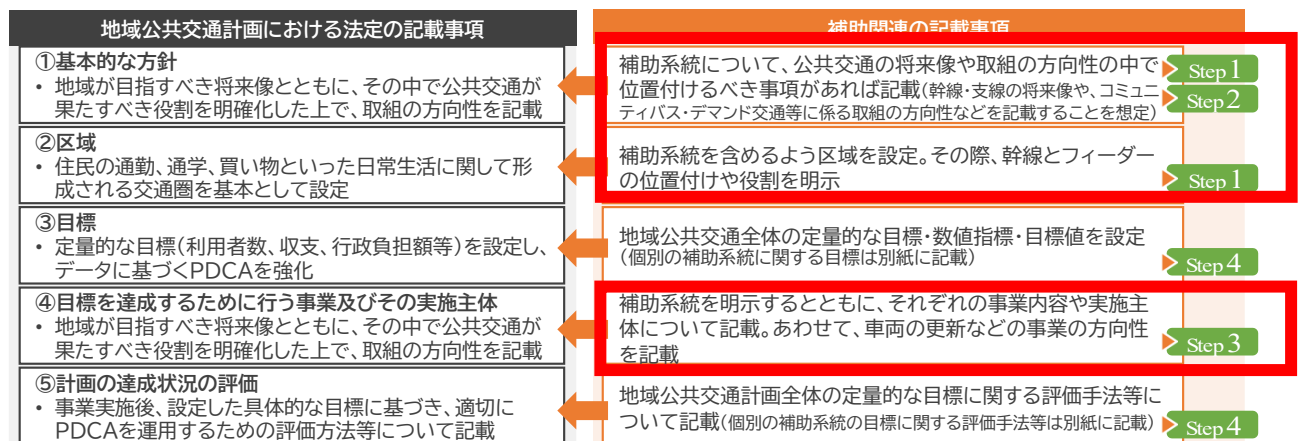 地域公共交通計画における法定の記載事項
補助関連の記載事項
①基本的な方針
• 地域が目指すべき将来像とともに、その中で公共交通が
果たすべき役割を明確化した上で、取組の方向性を記載
補助系統について、公共交通の将来像や取組の方向性の中で
位置付けるべき事項があれば記載(幹線・支線の将来像や、コミュニ
ティバス・デマンド交通等に係る取組の方向性などを記載することを想定)
Step 1
Step 2
②区域
• 住民の通勤、通学、買い物といった日常生活に関して形
成される交通圏を基本として設定
補助系統を含めるよう区域を設定。その際、幹線とフィーダー
の位置付けや役割を明示
Step 1
③目標
• 定量的な目標(利用者数、収支、行政負担額等)を設定し、
データに基づくPDCAを強化
地域公共交通全体の定量的な目標・数値指標・目標値を設定
(個別の補助系統に関する目標は別紙に記載)
Step 4
④目標を達成するために行う事業及びその実施主体
• 地域が目指すべき将来像とともに、その中で公共交通が
果たすべき役割を明確化した上で、取組の方向性を記載
補助系統を明示するとともに、それぞれの事業内容や実施主
体について記載。あわせて、車両の更新などの事業の方向性
を記載
Step 3
⑤計画の達成状況の評価
• 事業実施後、設定した具体的な目標に基づき、適切に
PDCAを運用するための評価方法等について記載
地域公共交通計画全体の定量的な目標に関する評価手法等に
ついて記載(個別の補助系統の目標に関する評価手法等は別紙に記載)
Step 4